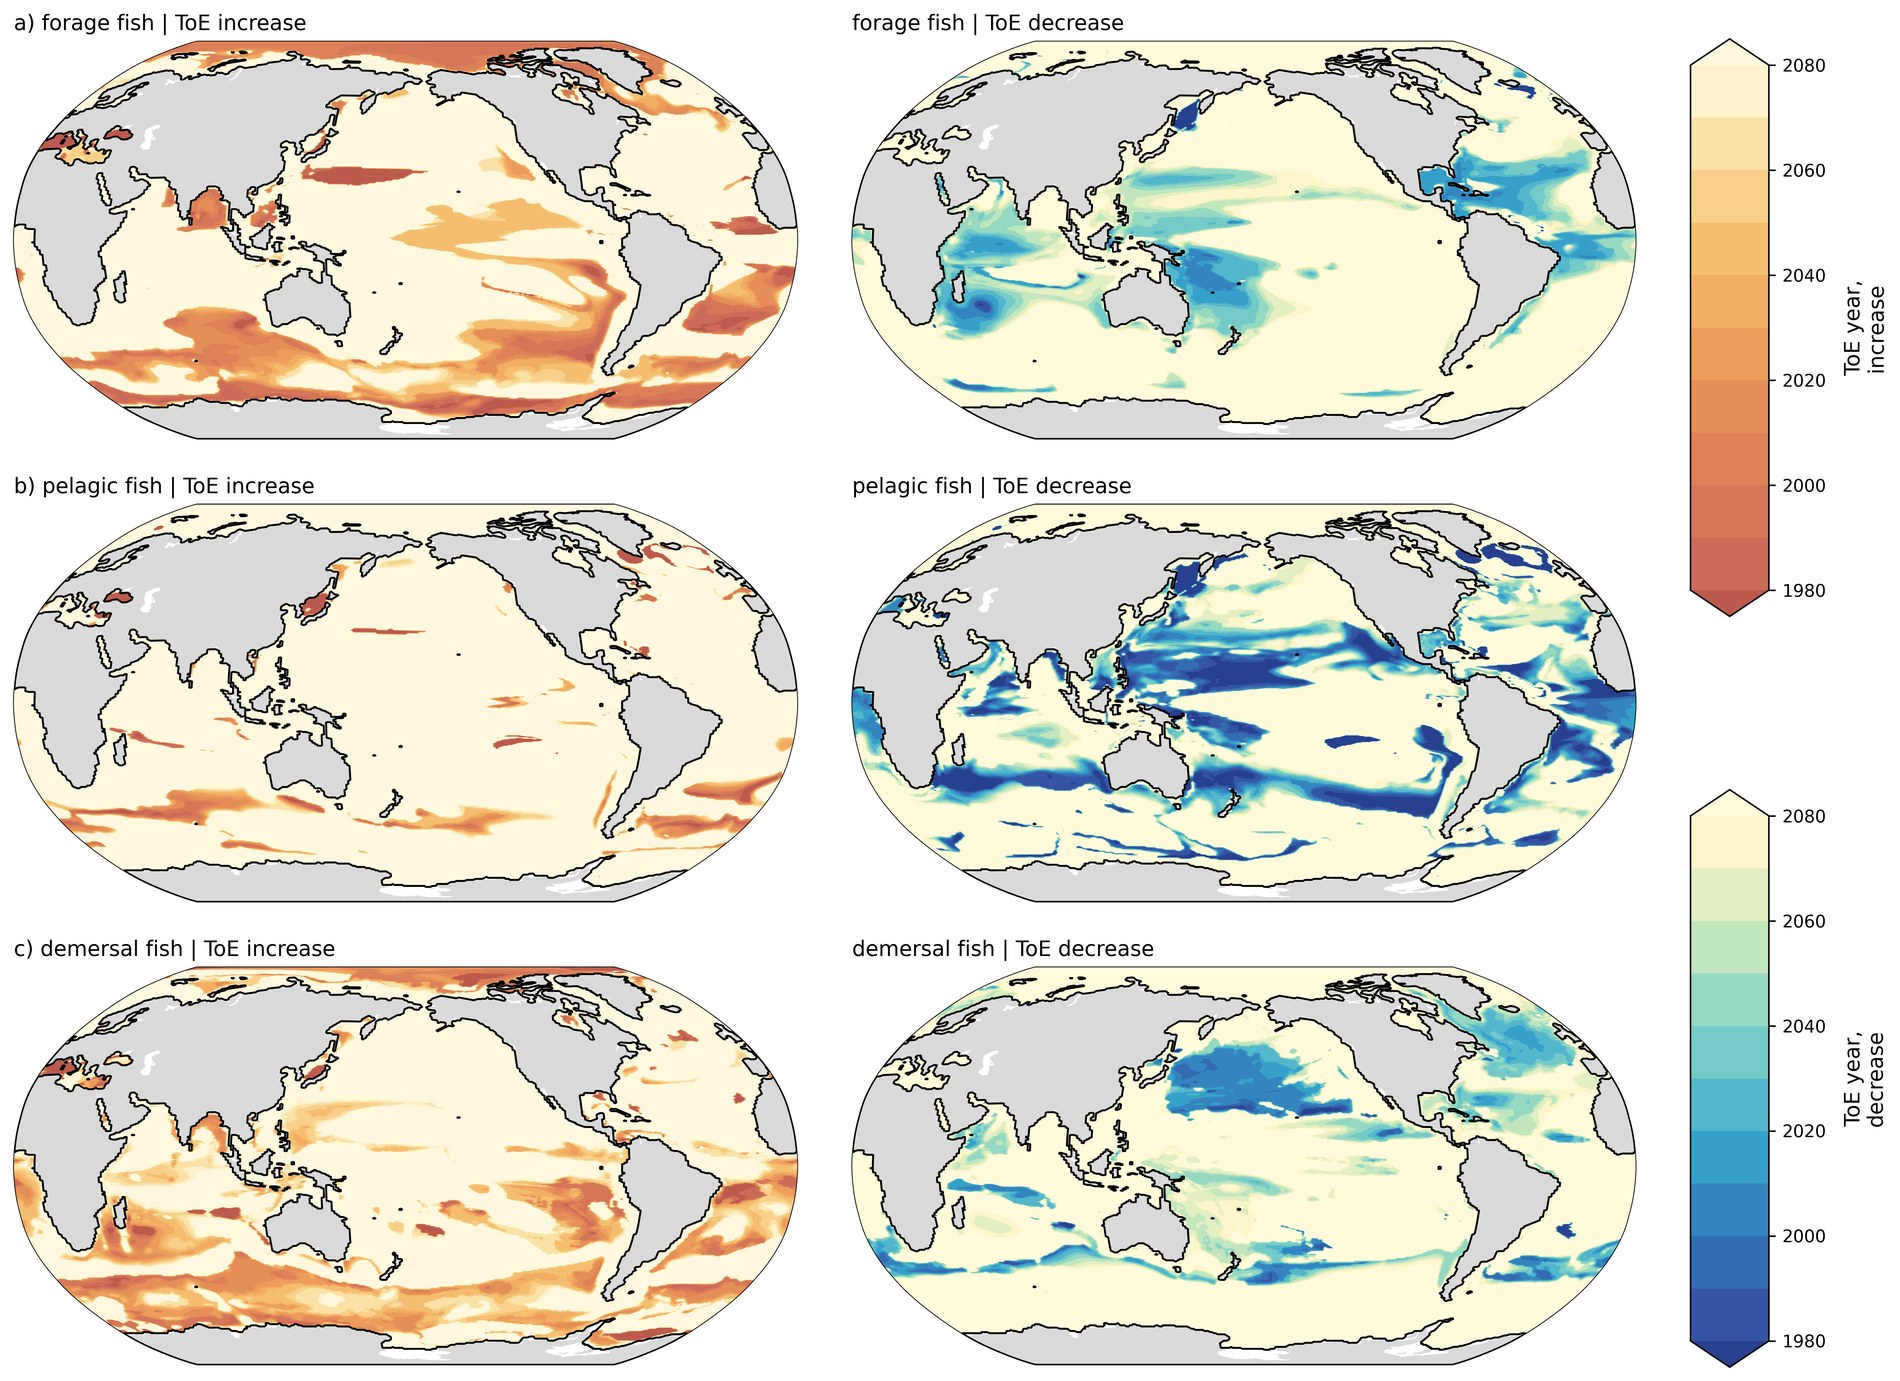 a) forage fish | ToE increase
forage fish | ToE decrease
2080
2060
2040
2020
2000
1980
ToE year,
increase
b) pelagic fish | ToE increase
pelagic fish | ToE decrease
c) demersal fish | ToE increase
demersal fish | ToE decrease
2080
2060
2040
2020
2000
1980
ToE year,
decrease